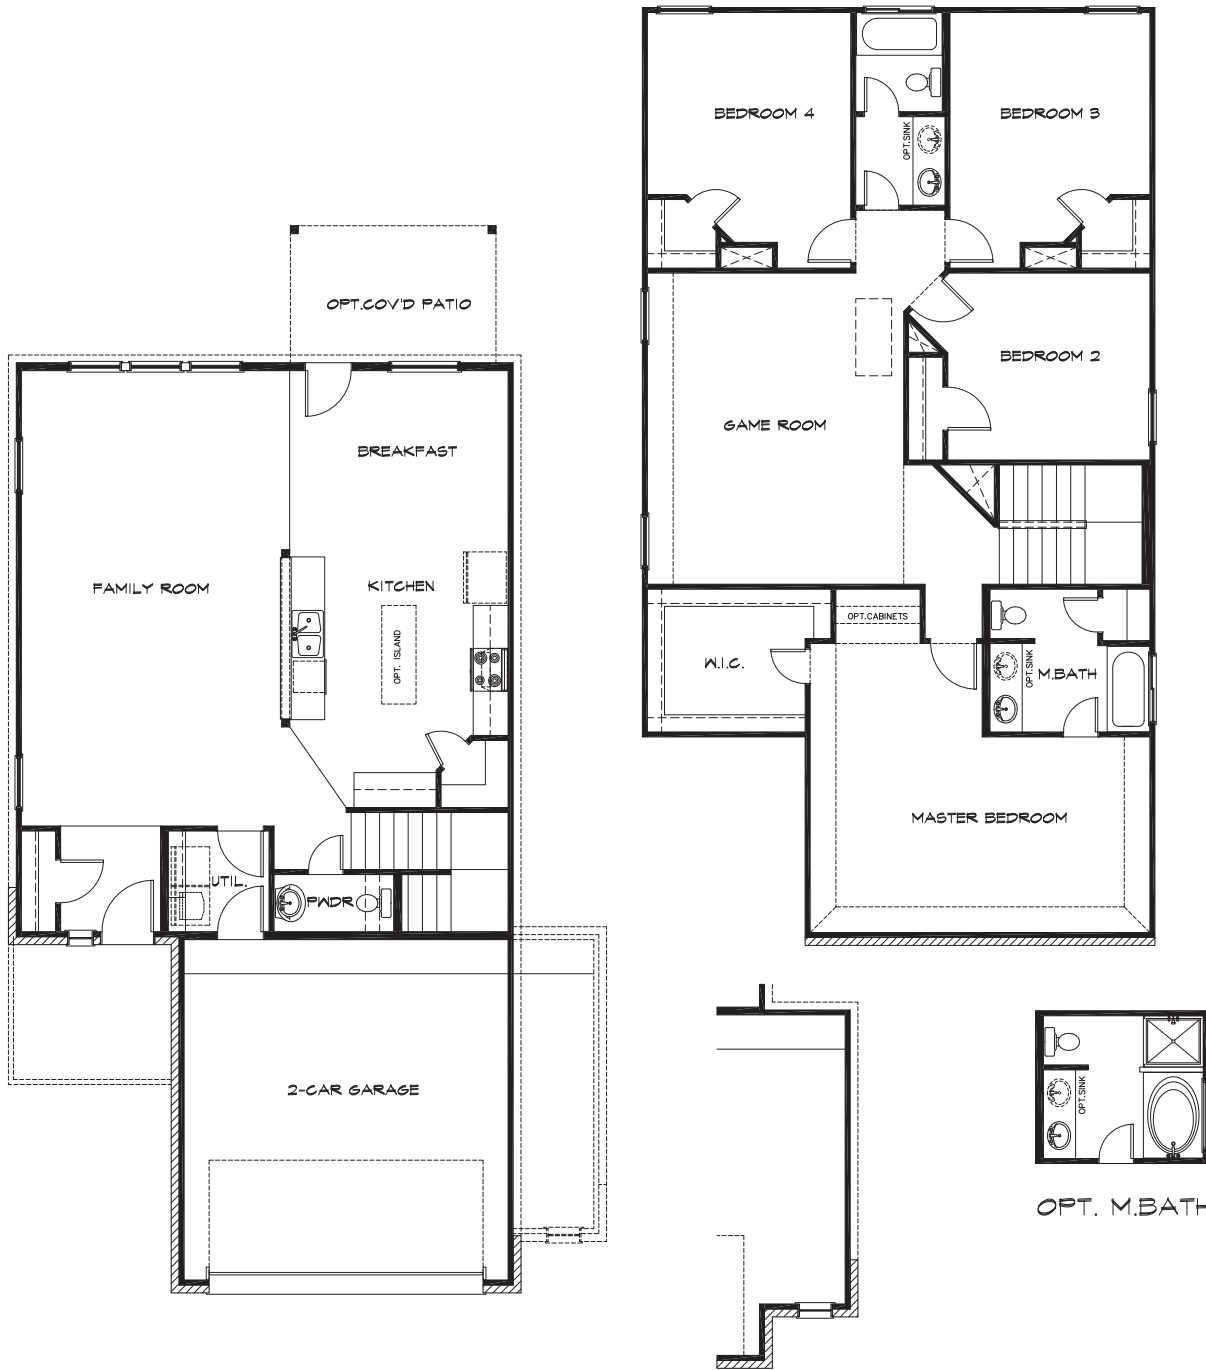 BEDROOM 4
BEDROOM 3
OPT.SINK
OPT.COV'D PATIO
BEDROOM 2
GAME ROOM
BREAKFAST
FAMILY ROOM
KITCHEN
OPT. ISLAND
OPT.CABINETS
W.I.C.
OPT.SINK
M.BATH
MASTER BEDROOM
UTIL.
PWDR
2-CAR GARAGE
OPT.SINK
OPT. M.BATH